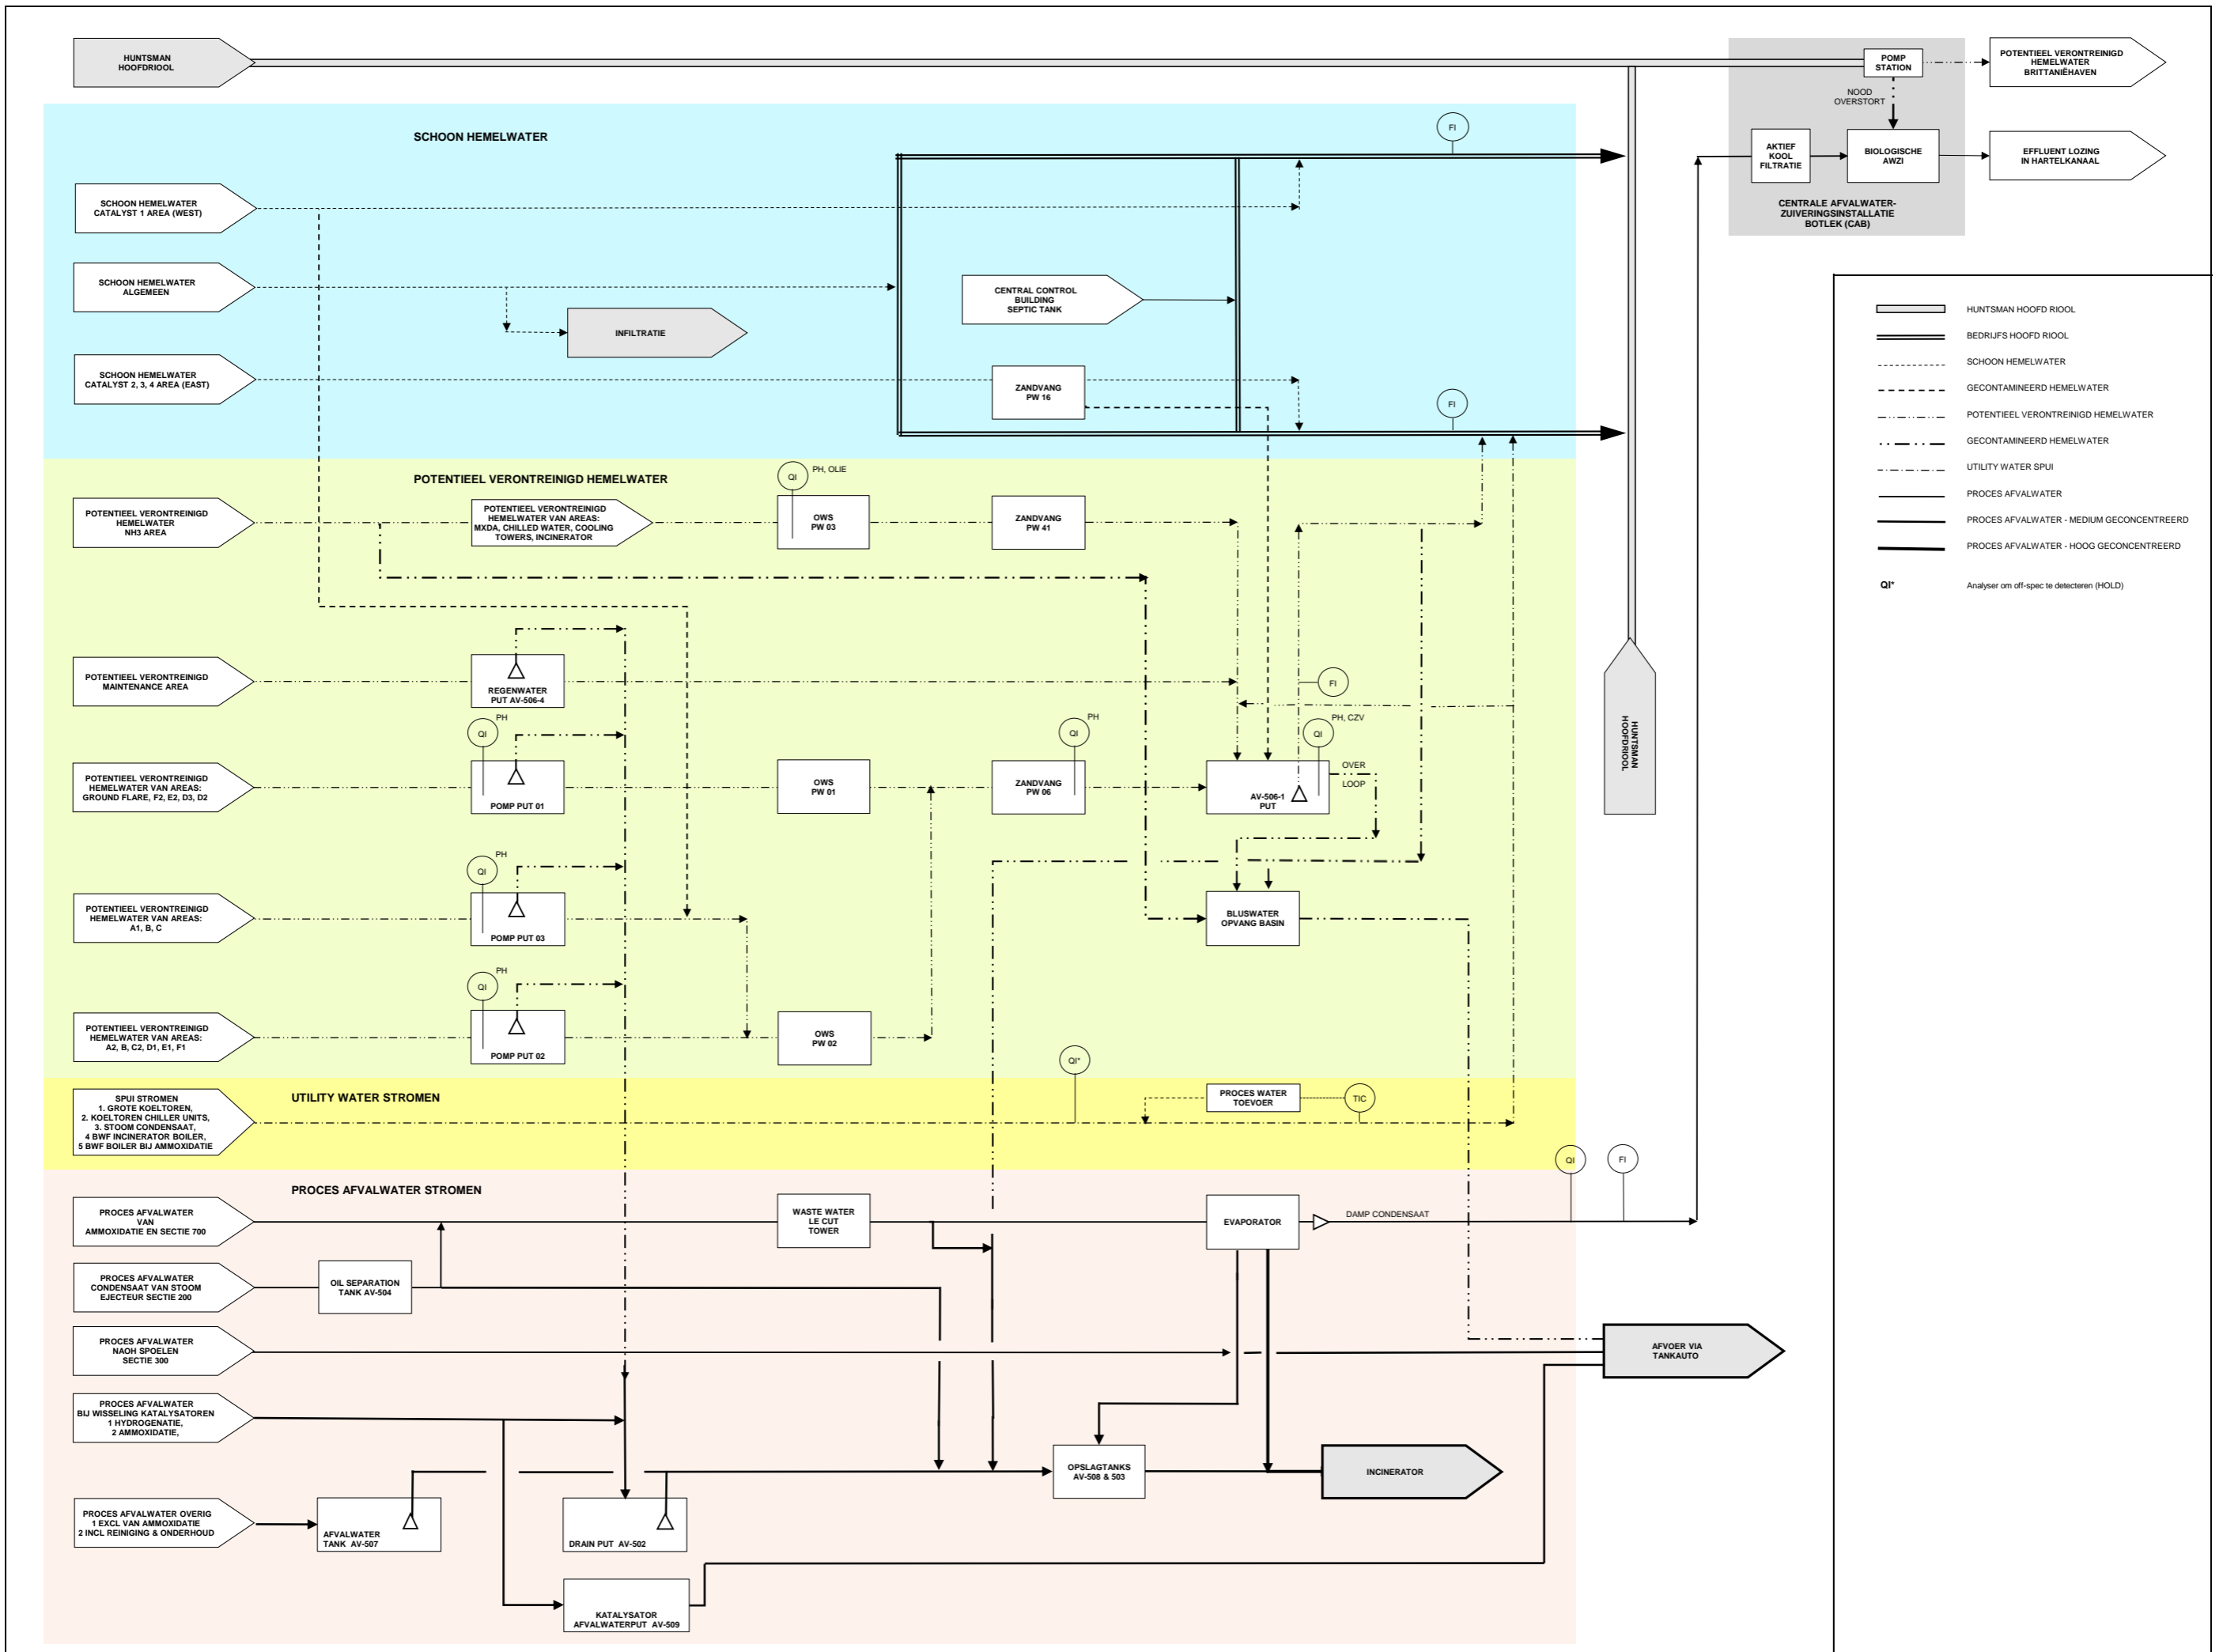 HUNTSMAN
HOOFDRIOOL
POMP
STATION
POTENTIEEL VERONTREINIGD
HEMELWATER
BRITTANIËHAVEN
NOOD
OVERSTORT
SCHOON HEMELWATER
FI
AKTIEF
KOOL
FILTRATIE
BIOLOGISCHE
AWZI
EFFLUENT LOZING
IN HARTELKANAAL
CENTRALE AFVALWATER-
ZUIVERINGSINSTALLATIE
BOTLEK (CAB)
SCHOON HEMELWATER
CATALYST 1 AREA (WEST)
SCHOON HEMELWATER
ALGEMEEN
INFILTRATIE
CENTRAL CONTROL
BUILDING
SEPTIC TANK
SCHOON HEMELWATER
CATALYST 2, 3, 4 AREA (EAST)
ZANDVANG
PW 16
FI
HUNTSMAN HOOFD RIOOL
BEDRIJFS HOOFD RIOOL
SCHOON HEMELWATER
GECONTAMINEERD HEMELWATER
POTENTIEEL VERONTREINIGD HEMELWATER
GECONTAMINEERD HEMELWATER
UTILITY WATER SPUI
PROCES AFVALWATER
PROCES AFVALWATER - MEDIUM GECONCENTREERD
PROCES AFVALWATER - HOOG GECONCENTREERD
QI* Analyser om off-spec te detecteren (HOLD)
POTENTIEEL VERONTREINIGD HEMELWATER
QI
PH, OLIE
POTENTIEEL VERONTREINIGD
HEMELWATER
NH3 AREA
POTENTIEEL VERONTREINIGD
HEMELWATER VAN AREAS:
MXDA, CHILLED WATER, COOLING
TOWERS, INCINERATOR
OWS
PW 03
ZANDVANG
PW 41
POTENTIEEL VERONTREINIGD
MAINTENANCE AREA
REGENWATER
PUT AV-506-4
FI
HUNTSMAN
HOOFDRIOOL
QI
PH
QI
PH
QI
PH, CZV
POTENTIEEL VERONTREINIGD
HEMELWATER VAN AREAS:
GROUND FLARE, F2, E2, D3, D2
POMP PUT 01
OWS
PW 01
ZANDVANG
PW 06
AV-506-1
PUT
OVER
LOOP
QI
PH
POTENTIEEL VERONTREINIGD
HEMELWATER VAN AREAS:
A1, B, C
POMP PUT 03
BLUSWATER
OPVANG BASIN
QI
PH
POTENTIEEL VERONTREINIGD
HEMELWATER VAN AREAS:
A2, B, C2, D1, E1, F1
POMP PUT 02
OWS
PW 02
QI*
UTILITY WATER STROMEN
SPUI STROMEN
1. GROTE KOELTOREN,
2. KOELTOREN CHILLER UNITS,
3. STOOM CONDENSAAT,
4 BWF INCINERATOR BOILER,
5 BWF BOILER BIJ AMMOXIDATIE
PROCES WATER
TOEVOER
TIC
QI
FI
PROCES AFVALWATER STROMEN
PROCES AFVALWATER
VAN
AMMOXIDATIE EN SECTIE 700
WASTE WATER
LE CUT
TOWER
EVAPORATOR
DAMP CONDENSAAT
PROCES AFVALWATER
CONDENSAAT VAN STOOM
EJECTEUR SECTIE 200
OIL SEPARATION
TANK AV-504
PROCES AFVALWATER
NAOH SPOELEN
SECTIE 300
AFVOER VIA
TANKAUTO
PROCES AFVALWATER
BIJ WISSELING KATALYSATOREN
1 HYDROGENATIE,
2 AMMOXIDATIE,
OPSLAGTANKS
AV-508 & 503
INCINERATOR
PROCES AFVALWATER OVERIG
1 EXCL VAN AMMOXIDATIE
2 INCL REINIGING & ONDERHOUD
AFVALWATER
TANK AV-507
DRAIN PUT AV-502
KATALYSATOR
AFVALWATERPUT AV-509